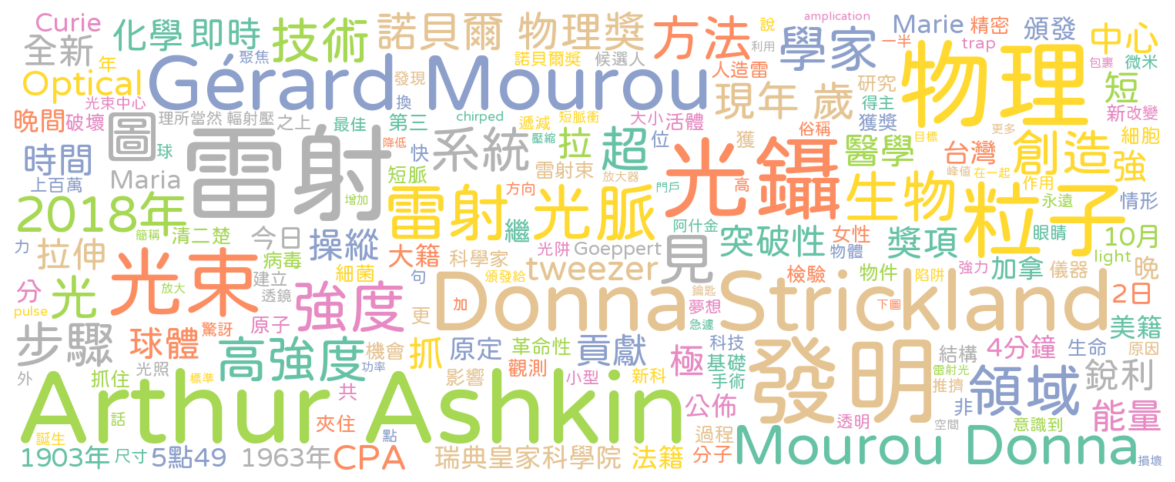 Curie 化學 即時 技術 諾貝爾 物理獎 方法 amplication Marie 精密 頒發
全新 聚焦 諾貝爾獎 候選人 學家 一半 trap 說 利用 中心
Optical 年 Gérard Mourou 發現 人造雷 物理 包裹 微米
晚間 破壞 光束中心 理所當然 輻射壓 之上 換 chirped 遞減 短脈衝 現年 歲 研究 得主 短
圖 球 最佳 第三 大小 活體 俗稱 獲獎 新 改變
時間 雷射 降低 系統 快 壓縮 拉 超 位 獲 醫學 目標 更多 細胞
上百萬 Maria 短脈 雷射束 放大器 光鑷 台灣 創造 強
2018年 增加 雷射 光脈 方向 門戶 高 生物 峰值 在一起 粒子
力 簡稱 清二楚 今日 操縱 繼 阿什金 突破性 女性 作用 永遠 情形
拉伸 病毒 大籍 科學家 光阱 Goeppert 見 獎項 眼睛 10月
分 光 建立 細菌 句 tweezer 物體 加拿 light 晚
光束 透鏡 放大 強度 頒發給 檢驗 物件 陷阱 強力 儀器 2日
pulse 驚訝 原子 更 加 Donna Strickland 鑰匙 夢想 下圖 美籍
步驟 球體 高強度 機會 抓 原定 革命性 貢獻 急遽 科技 發明 結構 4分鐘 生命 原因
外 光照 功率 影響 觀測 極 基礎 雷射光 領域 銳利
抓住 標準 共 Arthur Ashkin 小型 新科 手術 推擠 非
話 夾住 公佈 透明 意識到 能量
誕生 點 過程 空間
1903年 尺寸 5點49 1963年 CPA 瑞典皇家科學院 法籍 分子 Mourou Donna 損壞